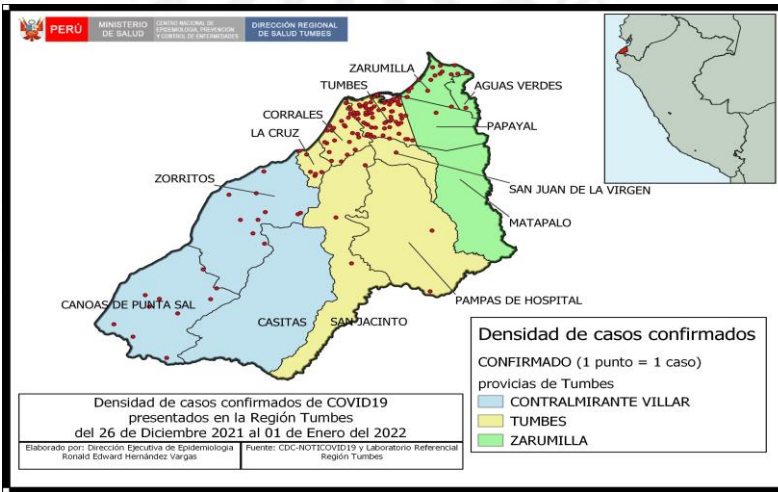 PERÚ
MINISTERIO
DE SALUD
CENTRO NACIONAL DE
EPIDEMIOLOGIA, PREVENCIÓN
Y CONTROL DE ENFERMEDADES
DIRECCIÓN REGIONAL
DE SALUD TUMBES
ZARUMILLA
TUMBES
AGUAS VERDES
CORRALES
LA CRUZ
PAPAYAL
ZORRITOS
SAN JUAN DE LA VIRGEN
MATAPALO
CANOAS DE PUNTA SAL
PAMPAS DE HOSPITAL
CASITAS
SAN JACINTO
Densidad de casos confirmados
CONFIRMADO (1 punto = 1 caso)
provicias de Tumbes
CONTRALMIRANTE VILLAR
TUMBES
ZARUMILLA
Densidad de casos confirmados de COVID19
presentados en la Región Tumbes
del 26 de Diciembre 2021 al 01 de Enero del 2022
Elaborado por: Dirección Ejecutiva de Epidemiologia
Ronald Edward Hernández Vargas
Fuente: CDC-NOTICOVID19 y Laboratorio Referencial
Región Tumbes